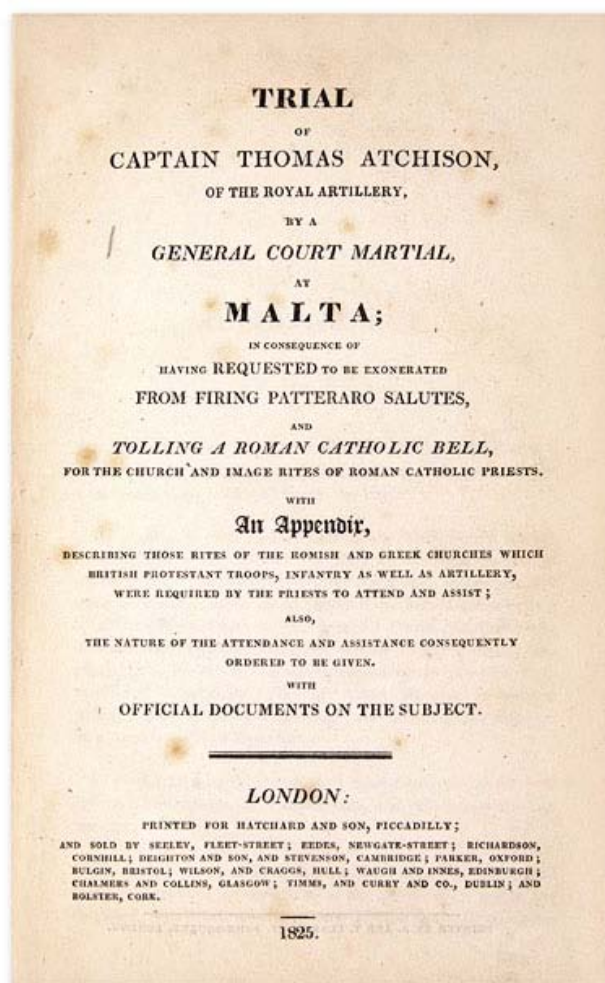 TRIAL
OF
CAPTAIN THOMAS ATCHISON,
OF THE ROYAL ARTILLERY,
BY A
GENERAL COURT MARTIAL,
AT
MALTA;
IN CONSEQUENCE OF
HAVING REQUESTED TO BE EXONERATED
FROM FIRING PATTERARO SALUTES,
AND
TOLLING A ROMAN CATHOLIC BELL,
FOR THE CHURCH AND IMAGE RITES OF ROMAN CATHOLIC PRIESTS.
WITH
An Appendix,
DESCRIBING THOSE RITES OF THE ROMISH AND GREEK CHURCHES WHICH
BRITISH PROTESTANT TROOPS, INFANTRY AS WELL AS ARTILLERY,
WERE REQUIRED BY THE PRIESTS TO ATTEND AND ASSIST;
ALSO,
THE NATURE OF THE ATTENDANCE AND ASSISTANCE CONSEQUENTLY
ORDERED TO BE GIVEN.
WITH
OFFICIAL DOCUMENTS ON THE SUBJECT.
LONDON:
PRINTED FOR HATCHARD AND SON, PICCADILLY;
AND SOLD BY SEELEY, FLEET-STREET; EEDES, NEWGATE-STREET; RICHARDSON,
CORNHILL; DEIGHTON AND SON, AND STEVENSON, CAMBRIDGE; PARKER, OXFORD;
BULGIN, BRISTOL; WILSON, AND CRAGGS, HULL; WAUGH AND INNES, EDINBURGH;
CHALMERS AND COLLINS, GLASGOW; TIMMS, AND CURRY AND CO., DUBLIN; AND
BOLSTER, CORK.
1825.